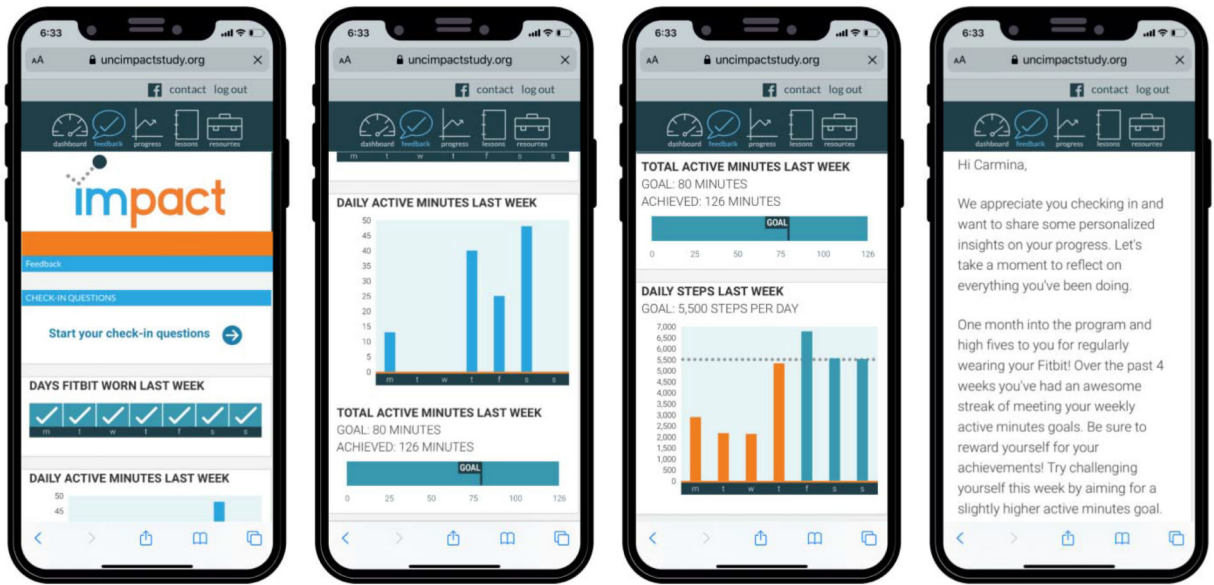 6:33
AA uncimpactstudy.org ×
f contact log out
dashboard feedback progress lessons resources
impact
Feedback
CHECK-IN QUESTIONS
Start your check-in questions
DAYS FITBIT WORN LAST WEEK
m t w t f s s
DAILY ACTIVE MINUTES LAST WEEK
50
45
6:33
AA uncimpactstudy.org ×
f contact log out
dashboard feedback progress lessons resources
m t w t f s s
DAILY ACTIVE MINUTES LAST WEEK
50
45
40
35
30
25
20
15
10
5
0
m t w t f s s
TOTAL ACTIVE MINUTES LAST WEEK
GOAL: 80 MINUTES
ACHIEVED: 126 MINUTES
GOAL
0 25 50 75 100 126
6:33
AA uncimpactstudy.org ×
f contact log out
dashboard feedback progress lessons resources
TOTAL ACTIVE MINUTES LAST WEEK
GOAL: 80 MINUTES
ACHIEVED: 126 MINUTES
GOAL
0 25 50 75 100 126
DAILY STEPS LAST WEEK
GOAL: 5,500 STEPS PER DAY
7,000
6,500
6,000
5,500
5,000
4,500
4,000
3,500
3,000
2,500
2,000
1,500
1,000
500
0
m t w t f s s
6:33
AA uncimpactstudy.org ×
f contact log out
dashboard feedback progress lessons resources
Hi Carmina,
We appreciate you checking in and
want to share some personalized
insights on your progress. Let's
take a moment to reflect on
everything you've been doing.
One month into the program and
high fives to you for regularly
wearing your Fitbit! Over the past 4
weeks you've had an awesome
streak of meeting your weekly
active minutes goals. Be sure to
reward yourself for your
achievements! Try challenging
yourself this week by aiming for a
slightly higher active minutes goal.